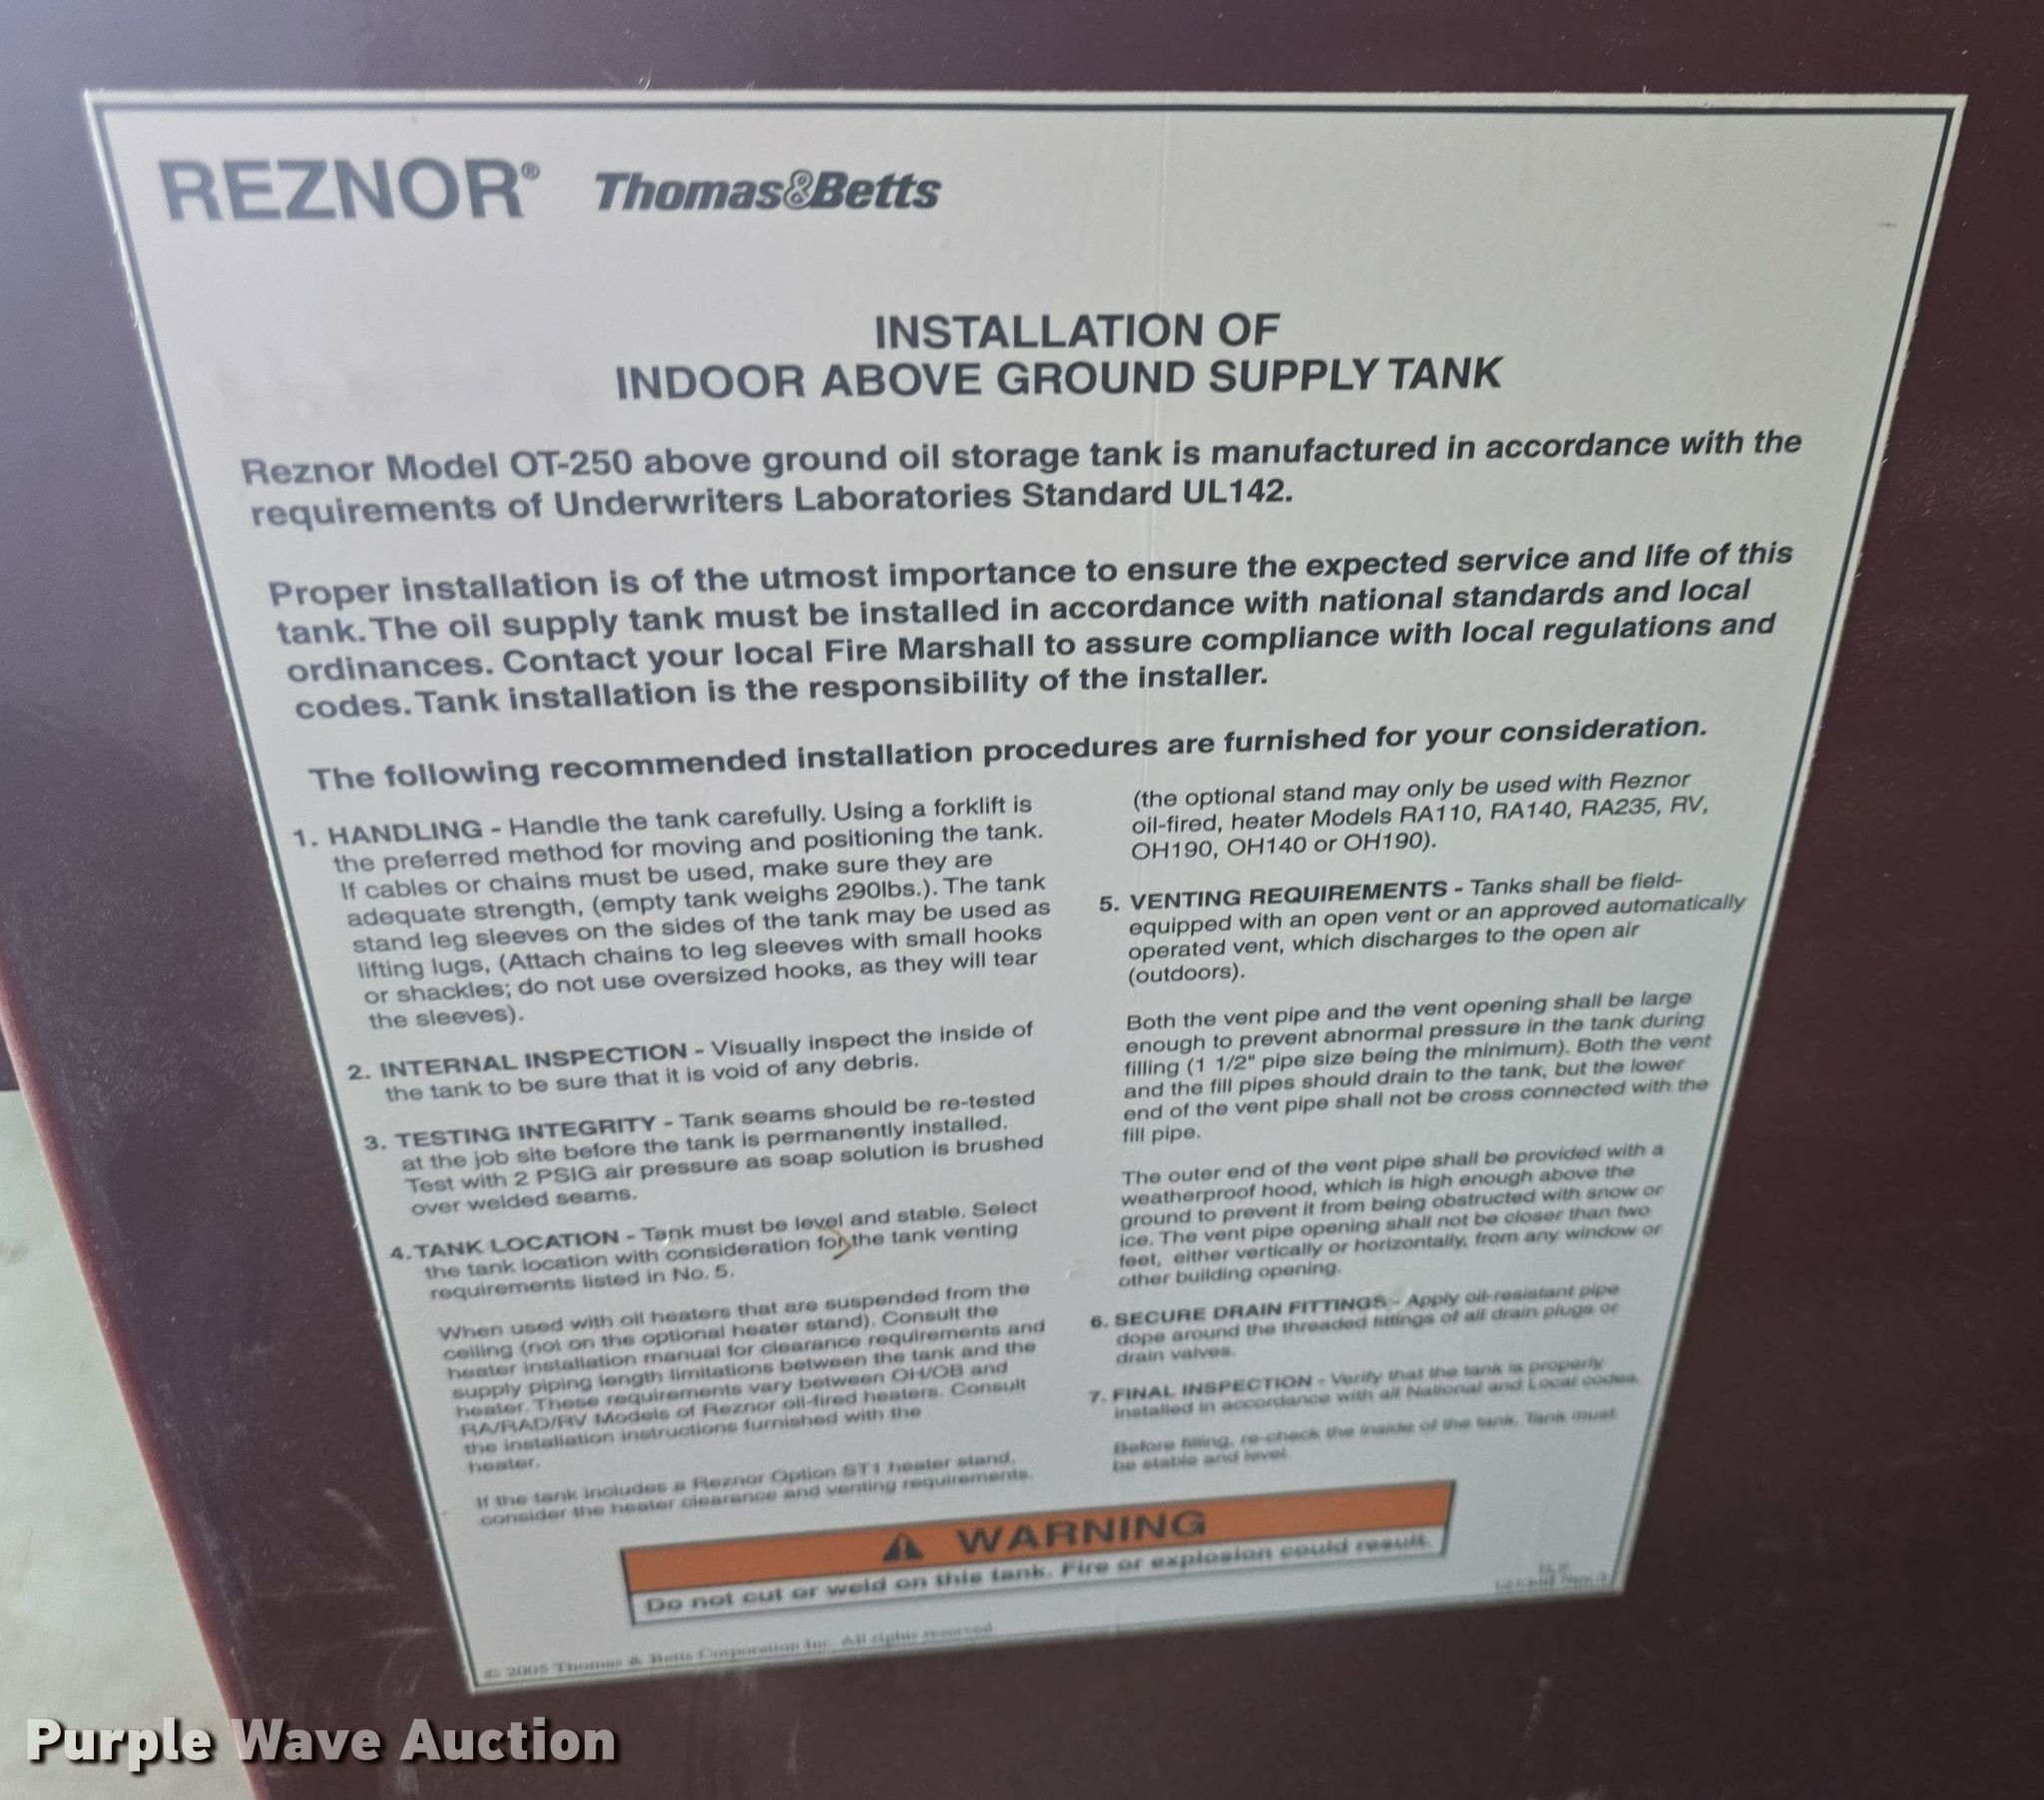 REZNOR® Thomas&Betts
INSTALLATION OF
INDOOR ABOVE GROUND SUPPLY TANK
Reznor Model OT-250 above ground oil storage tank is manufactured in accordance with the
requirements of Underwriters Laboratories Standard UL142.
Proper installation is of the utmost importance to ensure the expected service and life of this
tank. The oil supply tank must be installed in accordance with national standards and local
ordinances. Contact your local Fire Marshall to assure compliance with local regulations and
codes. Tank installation is the responsibility of the installer.
The following recommended installation procedures are furnished for your consideration.
1. HANDLING - Handle the tank carefully. Using a forklift is
the preferred method for moving and positioning the tank.
If cables or chains must be used, make sure they are
adequate strength, (empty tank weighs 290lbs.). The tank
stand leg sleeves on the sides of the tank may be used as
lifting lugs, (Attach chains to leg sleeves with small hooks
or shackles; do not use oversized hooks, as they will tear
the sleeves).
2. INTERNAL INSPECTION - Visually inspect the inside of
the tank to be sure that it is void of any debris.
3. TESTING INTEGRITY - Tank seams should be re-tested
at the job site before the tank is permanently installed.
Test with 2 PSIG air pressure as soap solution is brushed
over welded seams.
4. TANK LOCATION - Tank must be level and stable. Select
the tank location with consideration for the tank venting
requirements listed in No. 5.
When used with oil heaters that are suspended from the
ceiling (not on the optional heater stand). Consult the
heater installation manual for clearance requirements and
supply piping length limitations between the tank and the
heater. These requirements vary between OH/OB and
RA/RAD/RV Models of Reznor oil-fired heaters. Consult
the installation instructions furnished with the
heater.
If the tank includes a Reznor Option ST1 heater stand,
consider the heater clearance and venting requirements.
(the optional stand may only be used with Reznor
oil-fired, heater Models RA110, RA140, RA235, RV,
OH190, OH140 or OH190).
5. VENTING REQUIREMENTS - Tanks shall be field-
equipped with an open vent or an approved automatically
operated vent, which discharges to the open air
(outdoors).
Both the vent pipe and the vent opening shall be large
enough to prevent abnormal pressure in the tank during
filling (1 1/2" pipe size being the minimum). Both the vent
and the fill pipes should drain to the tank, but the lower
end of the vent pipe shall not be cross connected with the
fill pipe.
The outer end of the vent pipe shall be provided with a
weatherproof hood, which is high enough above the
ground to prevent it from being obstructed with snow or
ice. The vent pipe opening shall not be closer than two
feet, either vertically or horizontally, from any window or
other building opening.
6. SECURE DRAIN FITTINGS - Apply oil-resistant pipe
dope around the threaded fittings of all drain plugs or
drain valves.
7. FINAL INSPECTION - Verify that the tank is properly
installed in accordance with all National and Local codes.
Before filling, re-check the inside of the tank. Tank must
be stable and level.
WARNING
Do not cut or weld on this tank. Fire or explosion could result.
© 2005 Thomas & Betts Corporation Inc. All rights reserved.
Purple Wave Auction